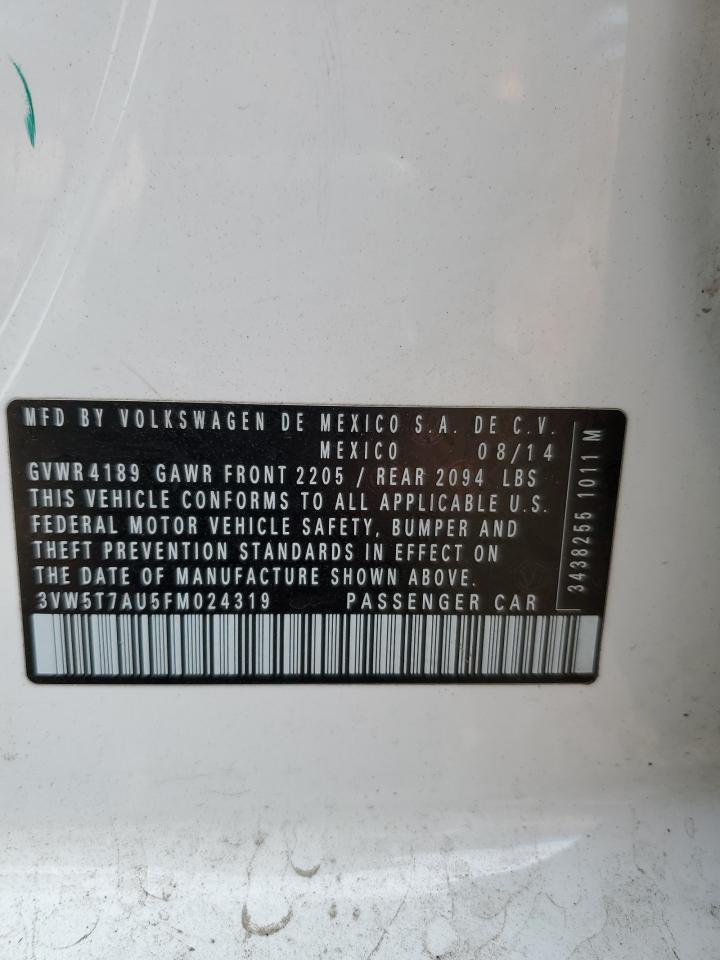 MFD BY VOLKSWAGEN DE MEXICO S.A. DE C.V.
MEXICO 08/14
GVWR 4189 GAWR FRONT 2205 / REAR 2094 LBS
THIS VEHICLE CONFORMS TO ALL APPLICABLE U.S.
FEDERAL MOTOR VEHICLE SAFETY, BUMPER AND
THEFT PREVENTION STANDARDS IN EFFECT ON
THE DATE OF MANUFACTURE SHOWN ABOVE.
3VW5T7AU5FM024319 PASSENGER CAR
3438255 1011 M